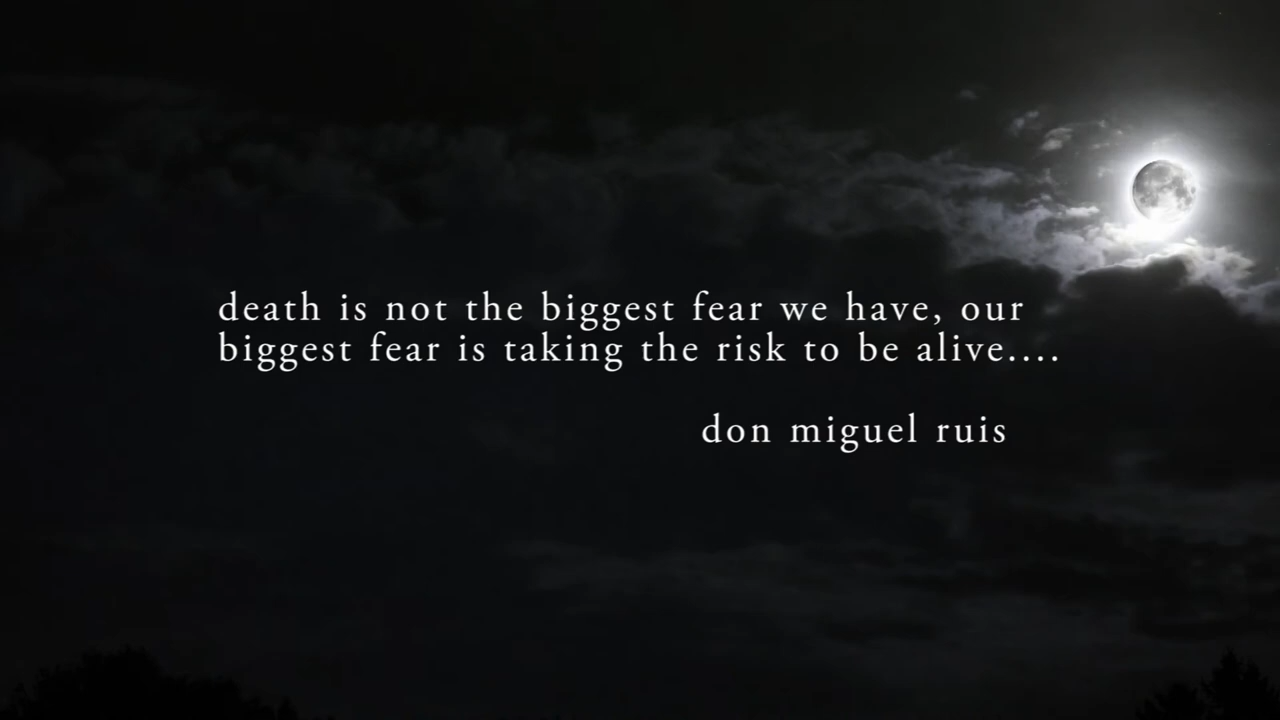 death is not the biggest fear we have, our
biggest fear is taking the risk to be alive....
don miguel ruis